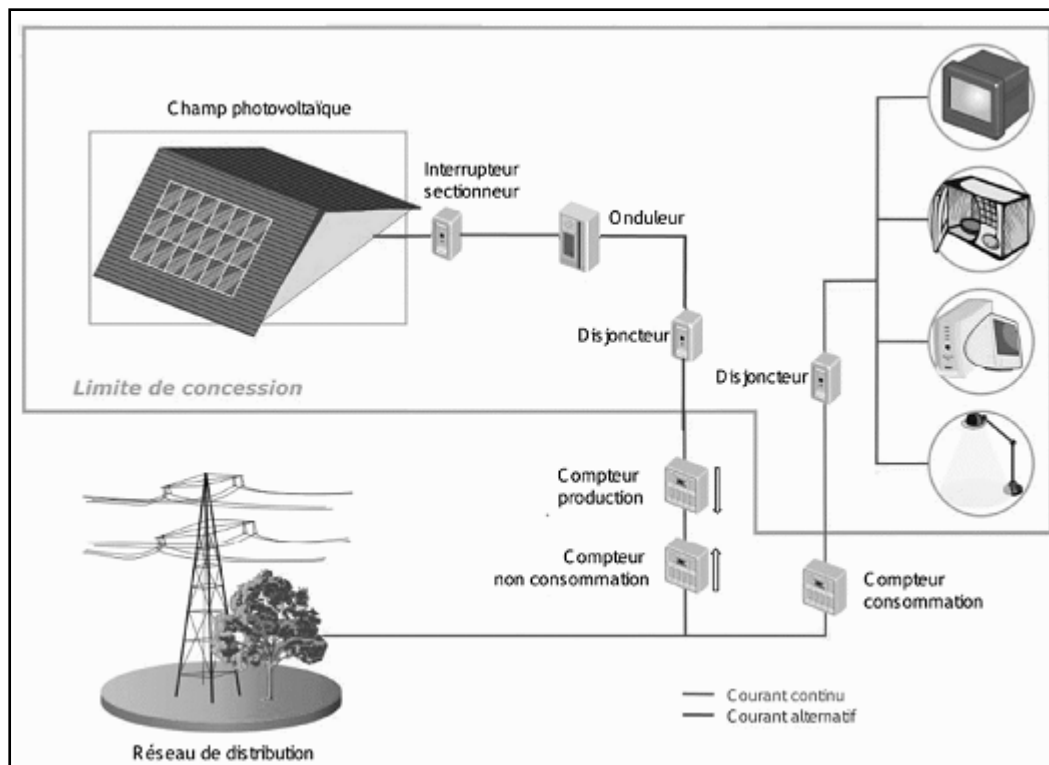 Champ photovoltaïque
Interrupteur
sectionneur
Onduleur
Disjoncteur
Disjoncteur
Limite de concession
Compteur
production
Compteur
non consommation
Compteur
consommation
Courant continu
Courant alternatif
Réseau de distribution